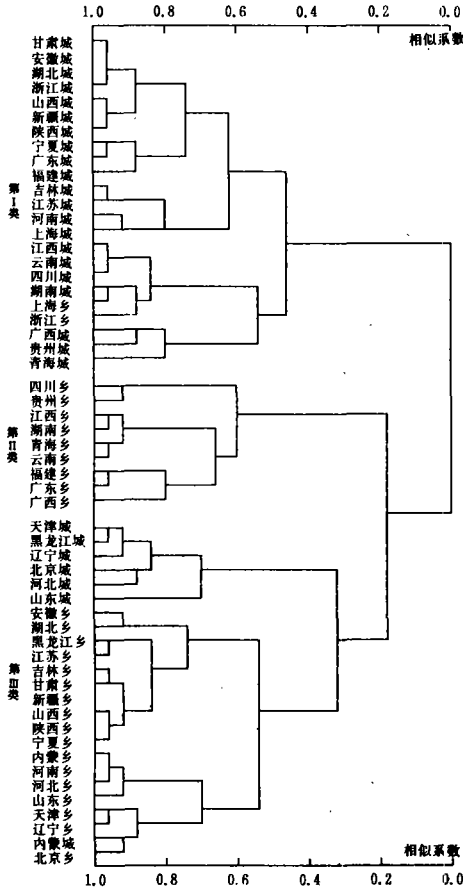 1.0 0.8 0.6 0.4 0.2 0.0
相似系数
甘肃城
安徽城
湖北城
浙江城
山西城
新疆城
陕西城
宁夏城
广东城
福建城
吉林城
江苏城
河南城
上海城
江西城
云南城
四川城
湖南城
上海乡
浙江乡
广西城
贵州城
青海城
第I类
四川乡
贵州乡
江西乡
湖南乡
青海乡
云南乡
福建乡
广东乡
广西乡
第II类
天津城
黑龙江城
辽宁城
北京城
河北城
山东城
安徽乡
湖北乡
黑龙江乡
江苏乡
吉林乡
甘肃乡
新疆乡
山西乡
陕西乡
宁夏乡
内蒙乡
河南乡
河北乡
山东乡
天津乡
辽宁乡
内蒙城
北京乡
第III类
相似系数
1.0 0.8 0.6 0.4 0.2 0.0